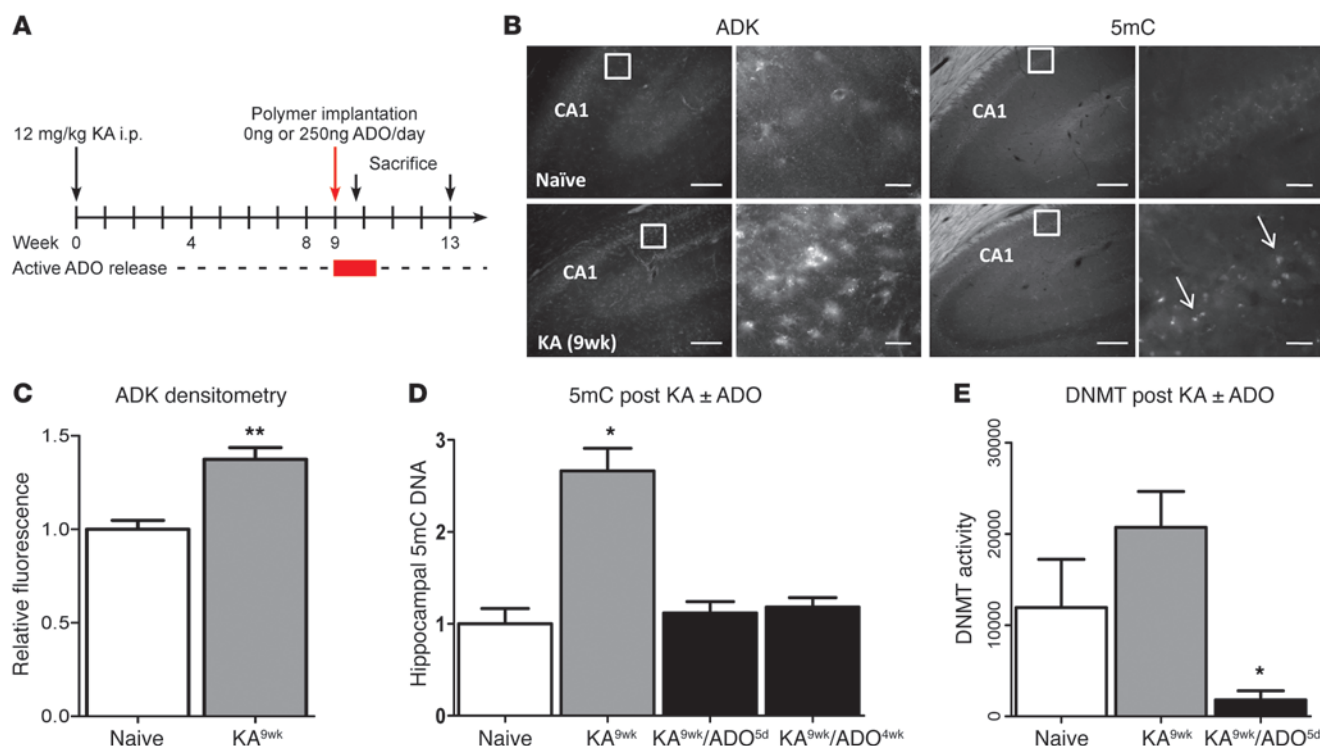 A
12 mg/kg KA i.p.
Polymer implantation
0ng or 250ng ADO/day
Sacrifice
Week 0 4 8 9 13
Active ADO release
B
ADK
5mC
CA1
Naïve
CA1
CA1
KA (9wk)
CA1
C
ADK densitometry
Relative fluorescence
1.5
1.0
0.5
0.0
**
Naive KA9wk
D
5mC post KA ± ADO
Hippocampal 5mC DNA
3
2
1
0
*
Naive KA9wk KA9wk/ADO5d KA9wk/ADO4wk
E
DNMT post KA ± ADO
DNMT activity
30000
20000
10000
0
*
Naive KA9wk KA9wk/ADO5d